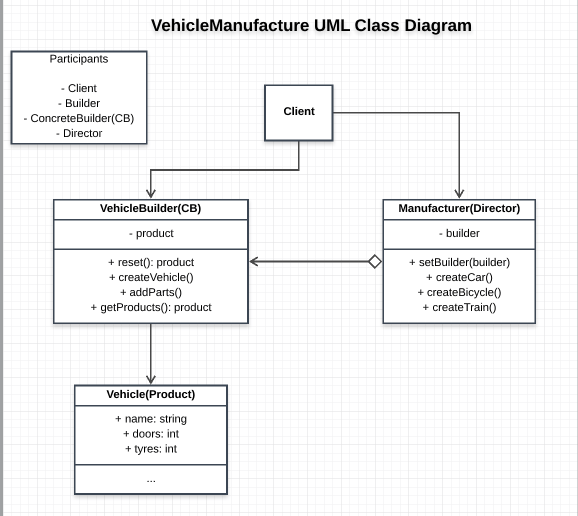 VehicleManufacture UML Class Diagram
Participants
- Client
- Builder
- ConcreteBuilder(CB)
- Director
Client
VehicleBuilder(CB)
- product
+ reset(): product
+ createVehicle()
+ addParts()
+ getProducts(): product
Manufacturer(Director)
- builder
+ setBuilder(builder)
+ createCar()
+ createBicycle()
+ createTrain()
Vehicle(Product)
+ name: string
+ doors: int
+ tyres: int
...